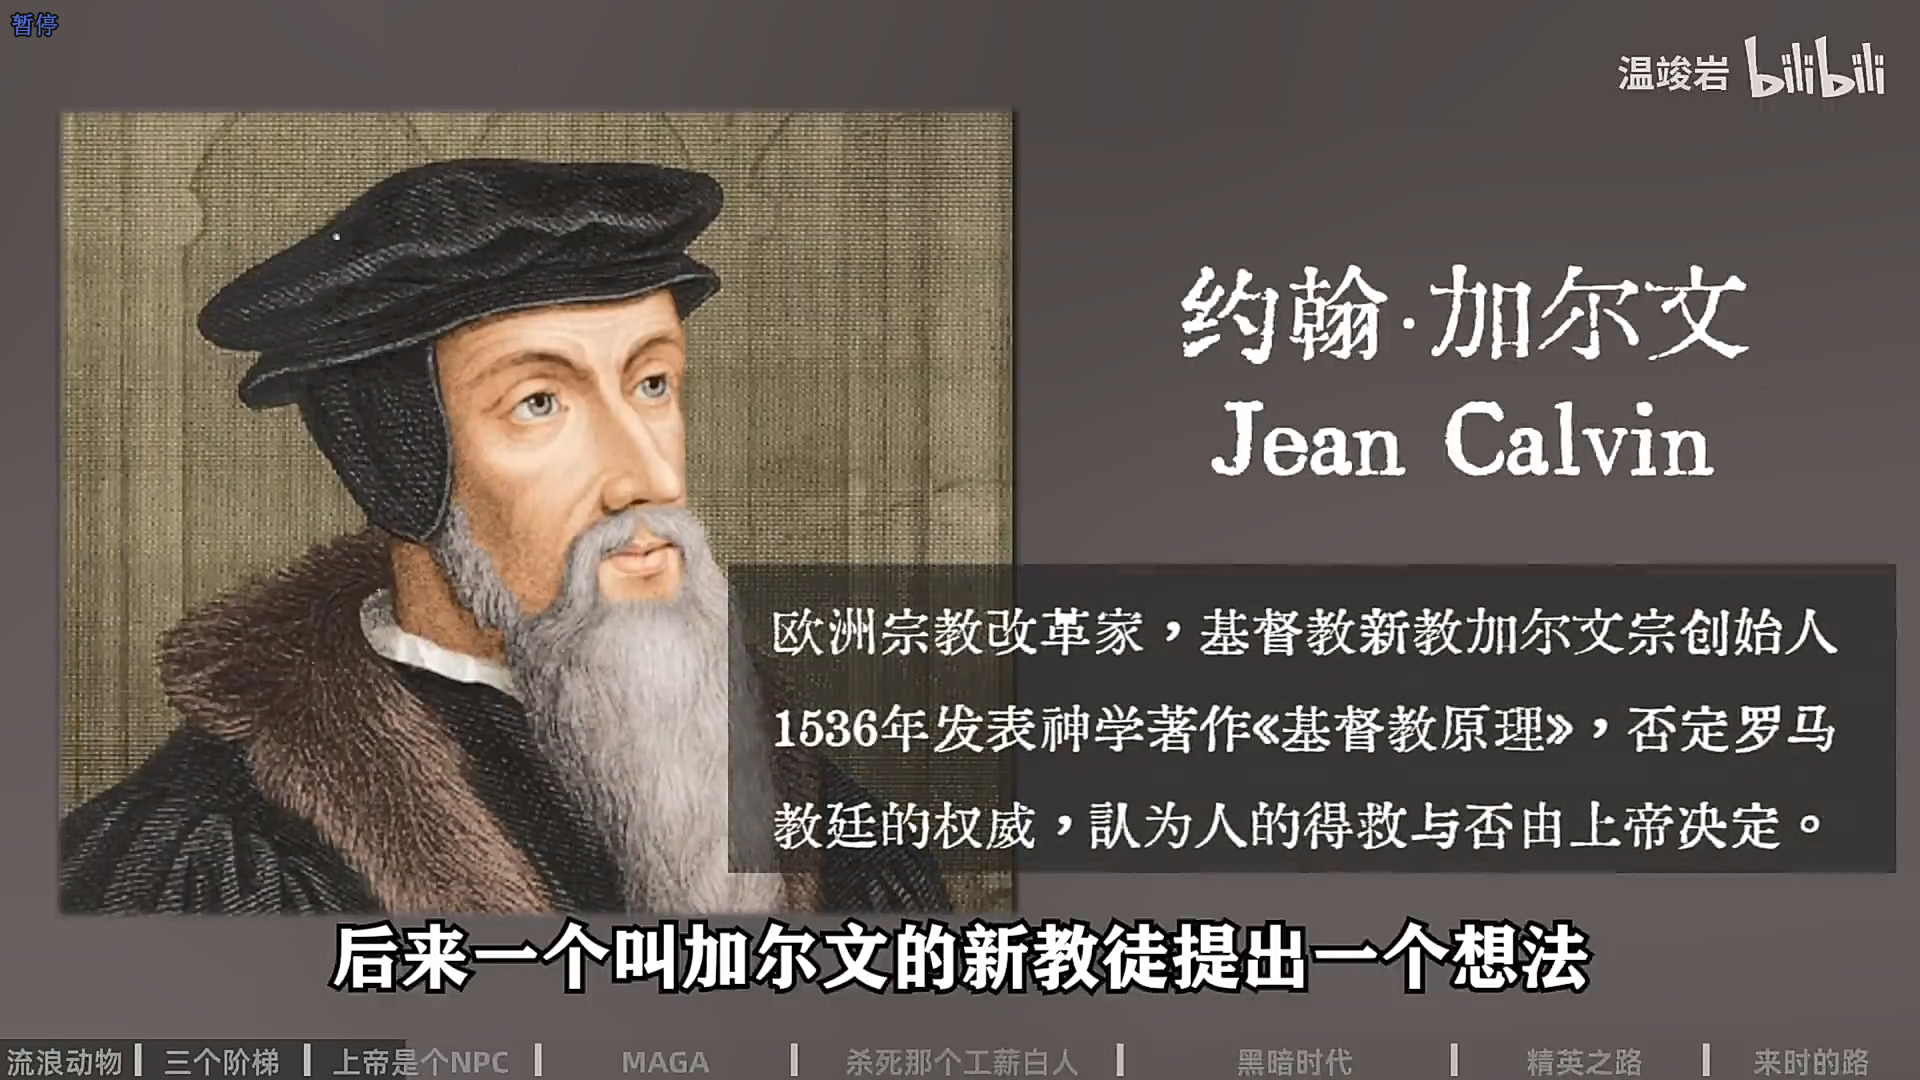 暂停
温竣岩 bilibili
约翰·加尔文
Jean Calvin
欧洲宗教改革家，基督教新教加尔文宗创始人
1536年发表神学著作《基督教原理》，否定罗马
教廷的权威，認为人的得救与否由上帝决定。
后来一个叫加尔文的新教徒提出一个想法
流浪动物 三个阶梯 上帝是个NPC MAGA 杀死那个工薪白人 黑暗时代 精英之路 来时的路